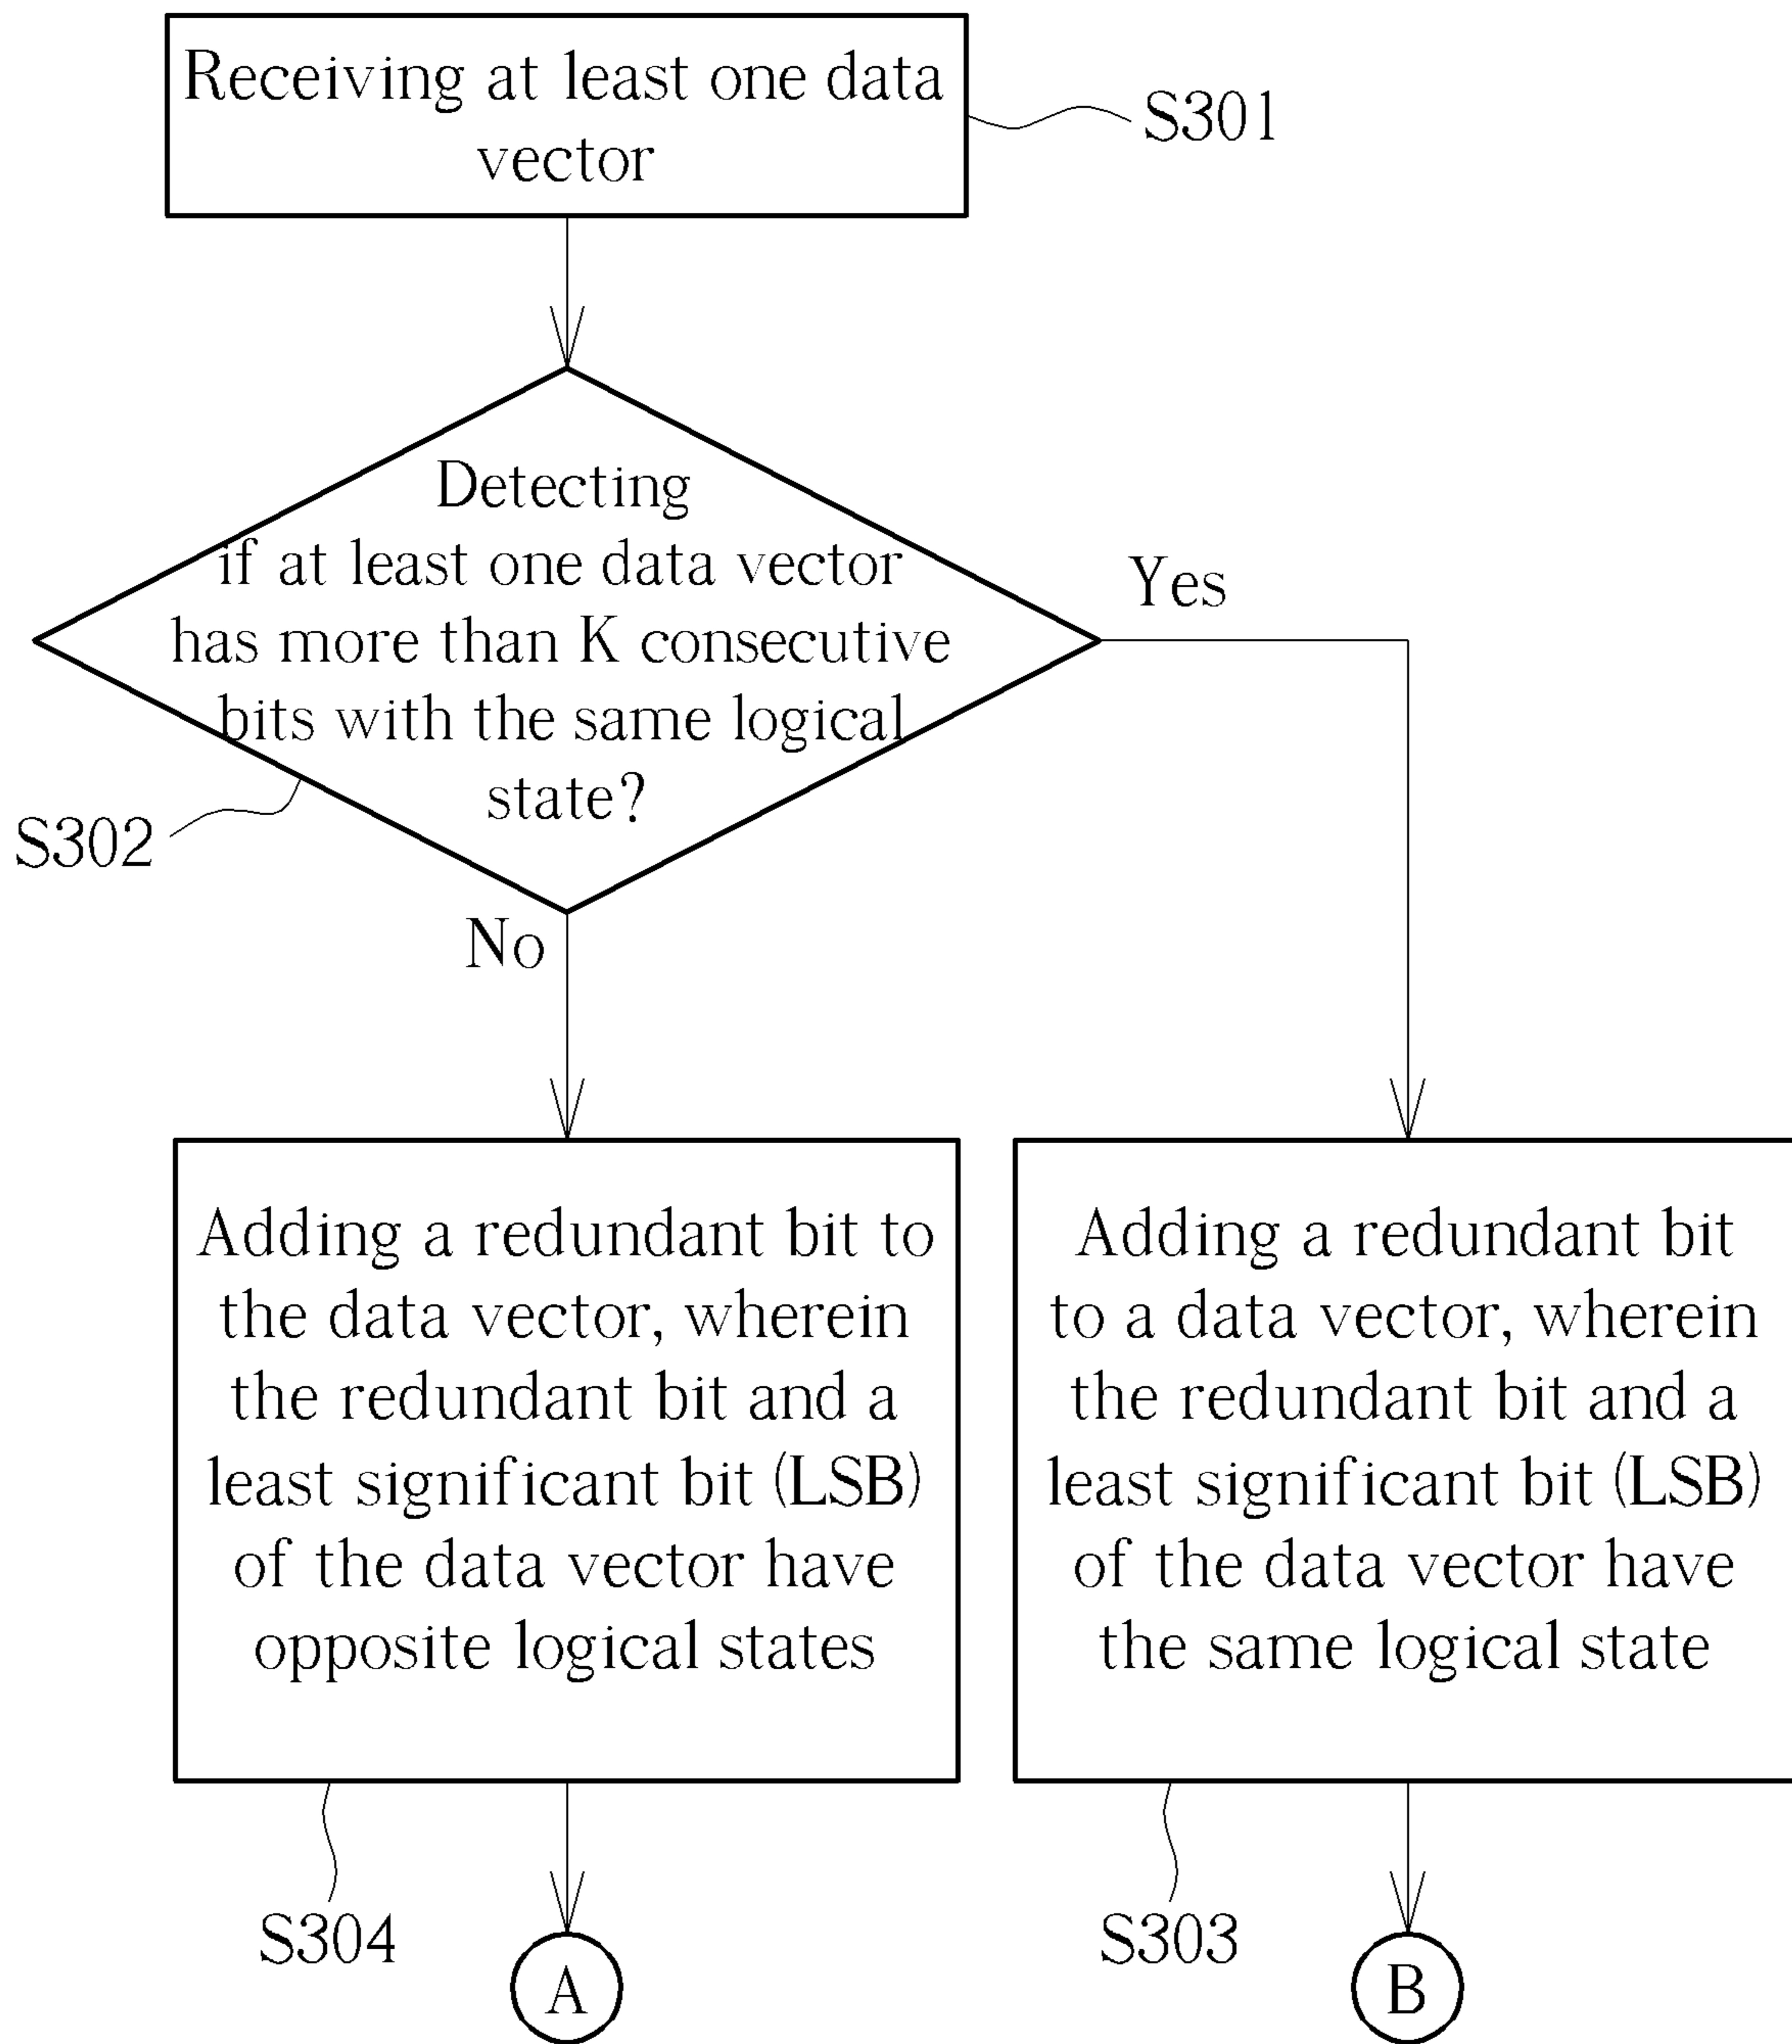 Receiving at least one data
vector
S301
Detecting
if at least one data vector
has more than K consecutive
bits with the same logical
state?
Yes
S302
No
Adding a redundant bit to
the data vector, wherein
the redundant bit and a
least significant bit (LSB)
of the data vector have
opposite logical states
Adding a redundant bit
to a data vector, wherein
the redundant bit and a
least significant bit (LSB)
of the data vector have
the same logical state
S304
A
S303
B